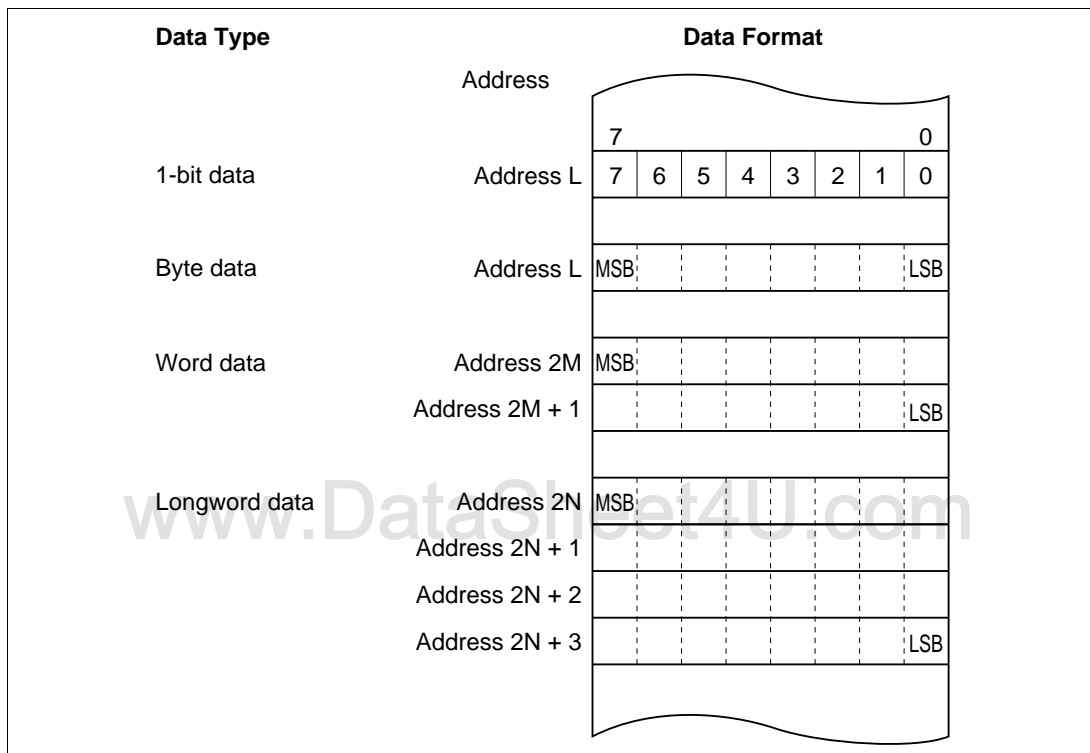 Data Type Data Format
Address
7 0
1-bit data Address L 7 6 5 4 3 2 1 0
Byte data Address L MSB LSB
Word data Address 2M MSB
Address 2M + 1 LSB
Longword data Address 2N MSB
www.DataSheet4U.com
Address 2N + 1
Address 2N + 2
Address 2N + 3 LSB